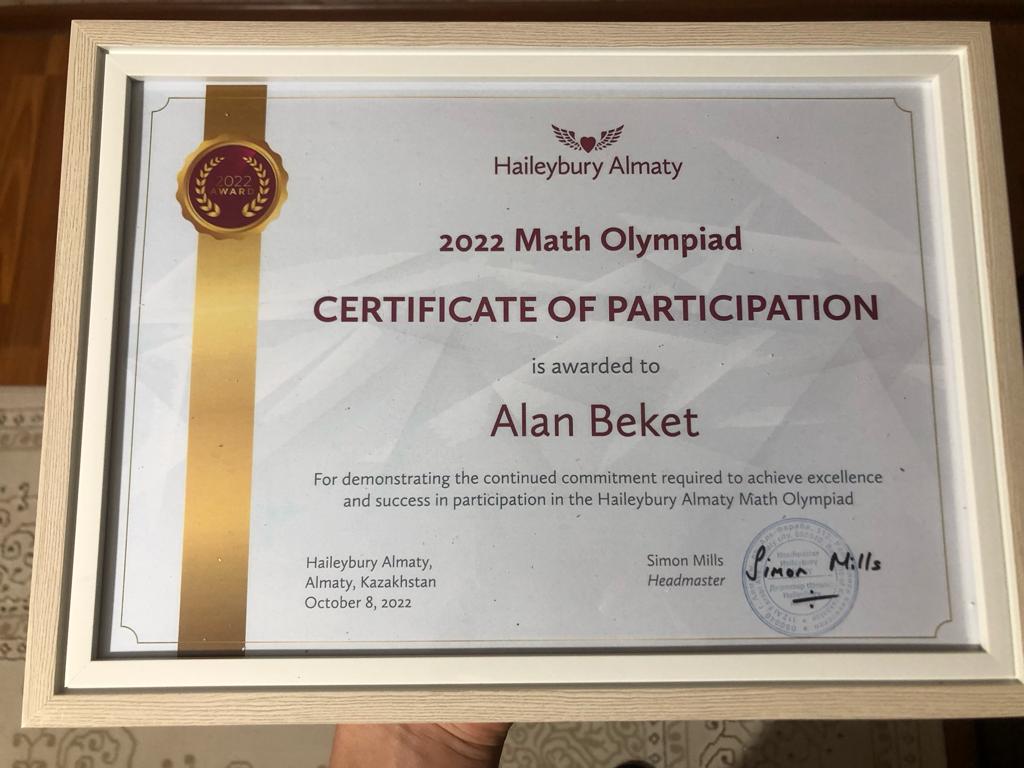 2022
AWARD
Haileybury Almaty
2022 Math Olympiad
CERTIFICATE OF PARTICIPATION
is awarded to
Alan Beket
For demonstrating the continued commitment required to achieve excellence
and success in participation in the Haileybury Almaty Math Olympiad
Haileybury Almaty,
Almaty, Kazakhstan
October 8, 2022
Simon Mills
Headmaster
Simon Mills
Headmaster
Haileybury